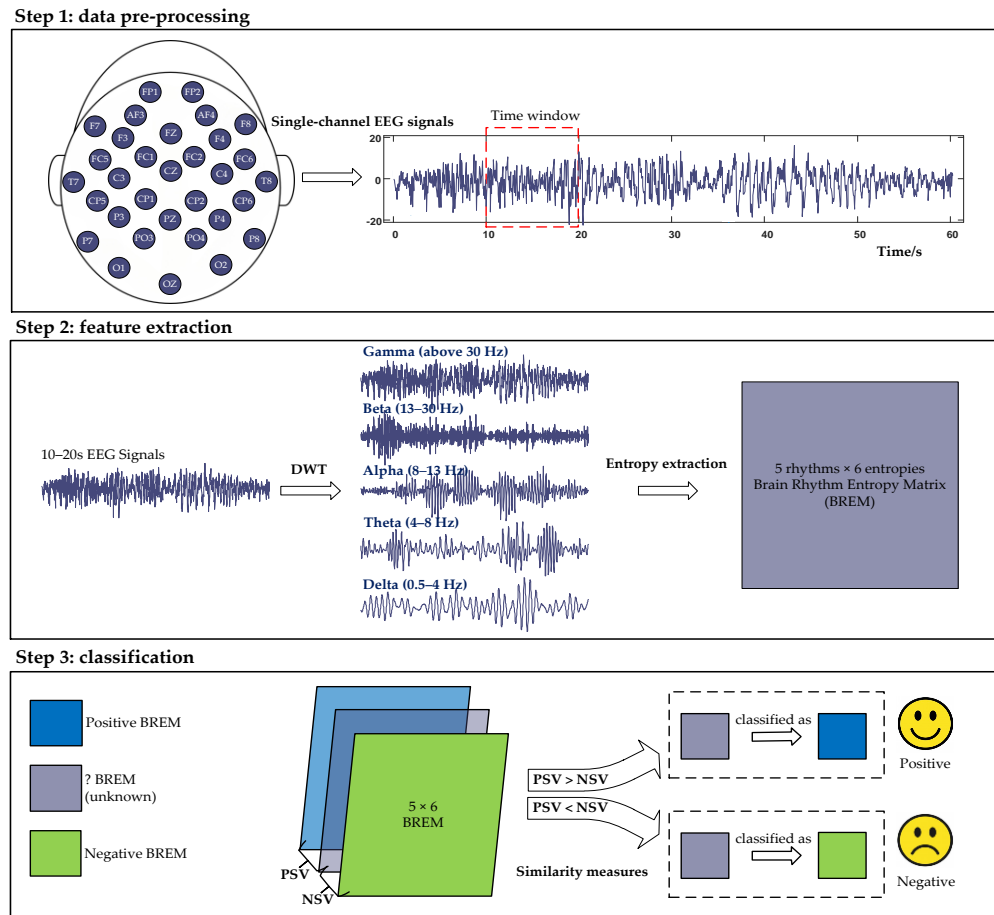 Step 1: data pre-processing
FP1 FP2
AF3 AF4
F7 F8
F3 FZ F4
FC5 FC1 FC2 FC6
T7 C3 CZ C4 T8
CP5 CP1 CP2 CP6
P3 PZ P4
P7 PO3 PO4 P8
O1 O2
OZ
Single-channel EEG signals
Time window
20
0
-20
0 10 20 30 40 50 60
Time/s
Step 2: feature extraction
10–20s EEG Signals
DWT
Gamma (above 30 Hz)
Beta (13–30 Hz)
Alpha (8–13 Hz)
Theta (4–8 Hz)
Delta (0.5–4 Hz)
Entropy extraction
5 rhythms × 6 entropies
Brain Rhythm Entropy Matrix
(BREM)
Step 3: classification
Positive BREM
? BREM
(unknown)
Negative BREM
5 × 6
BREM
PSV
NSV
PSV > NSV
PSV < NSV
Similarity measures
classified as
Positive
classified as
Negative